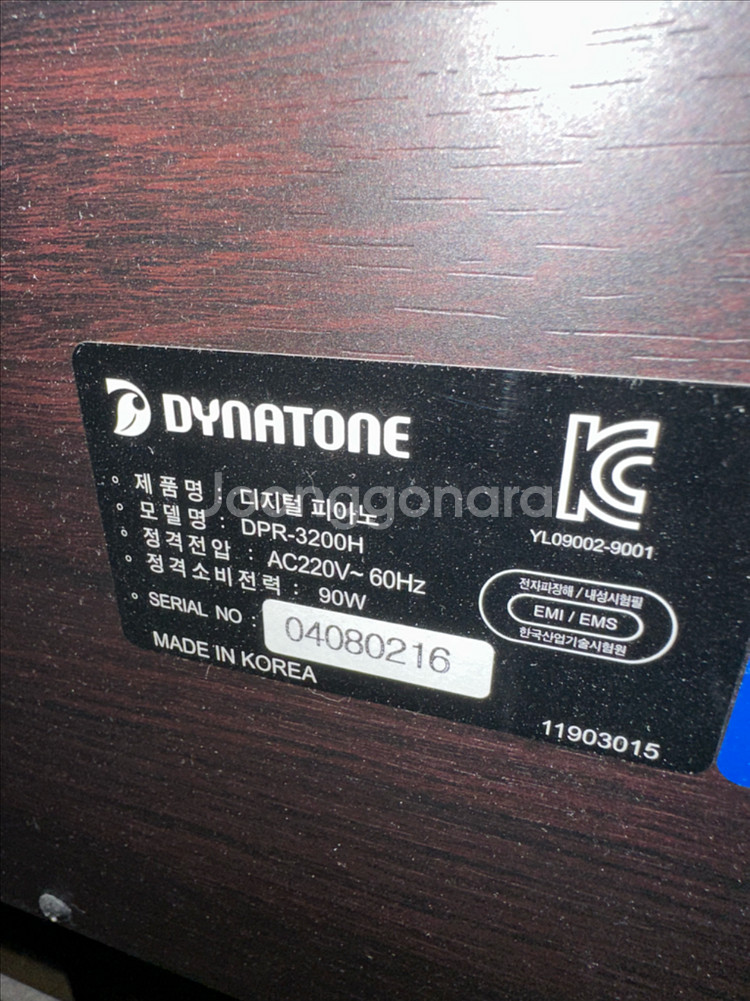 DYNATONE
KC
YL09002-9001
° 제품명 : 디지털 피아노
° 모델명 : DPR-3200H
° 정격전압 : AC220V~ 60Hz
° 정격소비전력 : 90W
° SERIAL NO : 04080216
MADE IN KOREA
전자파장해 / 내성시험필
EMI / EMS
한국산업기술시험원
11903015
Joonggonara